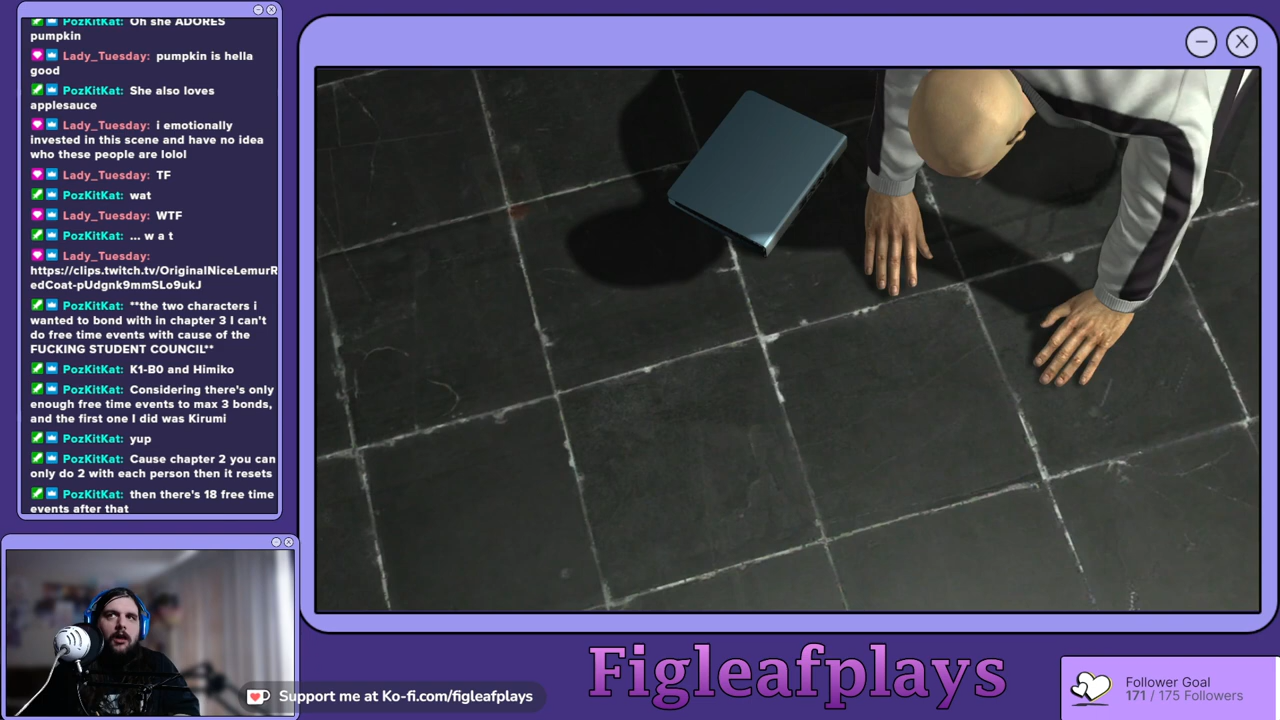 PozKitKat: Oh she ADORES
pumpkin
Lady_Tuesday: pumpkin is hella
good
PozKitKat: She also loves
applesauce
Lady_Tuesday: i emotionally
invested in this scene and have no idea
who these people are lolol
Lady_Tuesday: TF
PozKitKat: wat
Lady_Tuesday: WTF
PozKitKat: ... w a t
Lady_Tuesday:
https://clips.twitch.tv/OriginalNiceLemurR
edCoat-pUdgnk9mmSLo9ukJ
PozKitKat: **the two characters i
wanted to bond with in chapter 3 I can't
do free time events with cause of the
FUCKING STUDENT COUNCIL**
PozKitKat: K1-B0 and Himiko
PozKitKat: Considering there's only
enough free time events to max 3 bonds,
and the first one I did was Kirumi
PozKitKat: yup
PozKitKat: Cause chapter 2 you can
only do 2 with each person then it resets
PozKitKat: then there's 18 free time
events after that
Support me at Ko-fi.com/figleafplays
Figleafplays
Follower Goal
171 / 175 Followers